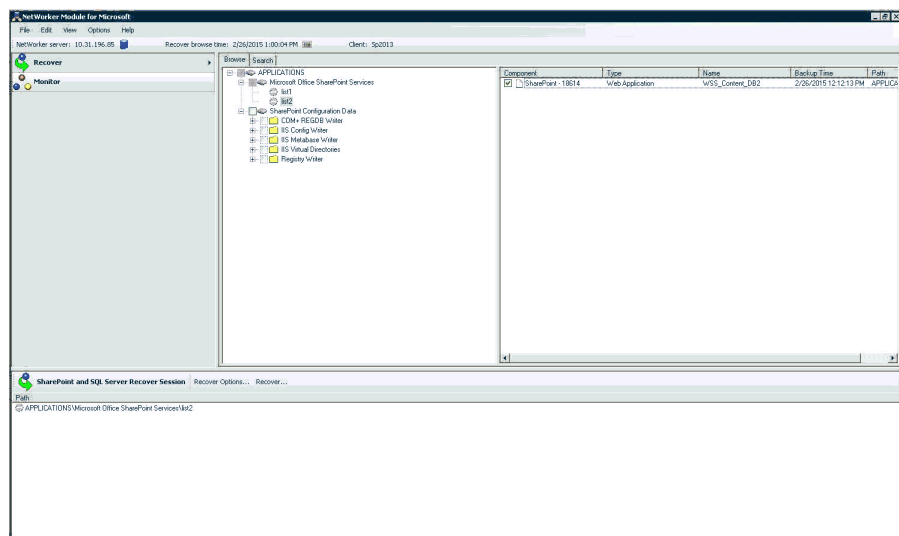 NetWorker Module for Microsoft
File Edit View Options Help
NetWorker server: 10.31.196.85 Recover browse time: 2/26/2015 1:00:04 PM Client: Sp2013
Recover
Monitor
Browse Search
APPLICATIONS
Microsoft Office SharePoint Services
list1
list2
SharePoint Configuration Data
COM+ REGDB Writer
IIS Config Writer
IIS Metabase Writer
IIS Virtual Directories
Registry Writer
Component Type Name Backup Time Path
SharePoint - 18614 Web Application WSS_Content_DB2 2/26/2015 12:12:13 PM APPLICA
SharePoint and SQL Server Recover Session Recover Options... Recover...
Path
APPLICATIONS\Microsoft Office SharePoint Services\list2